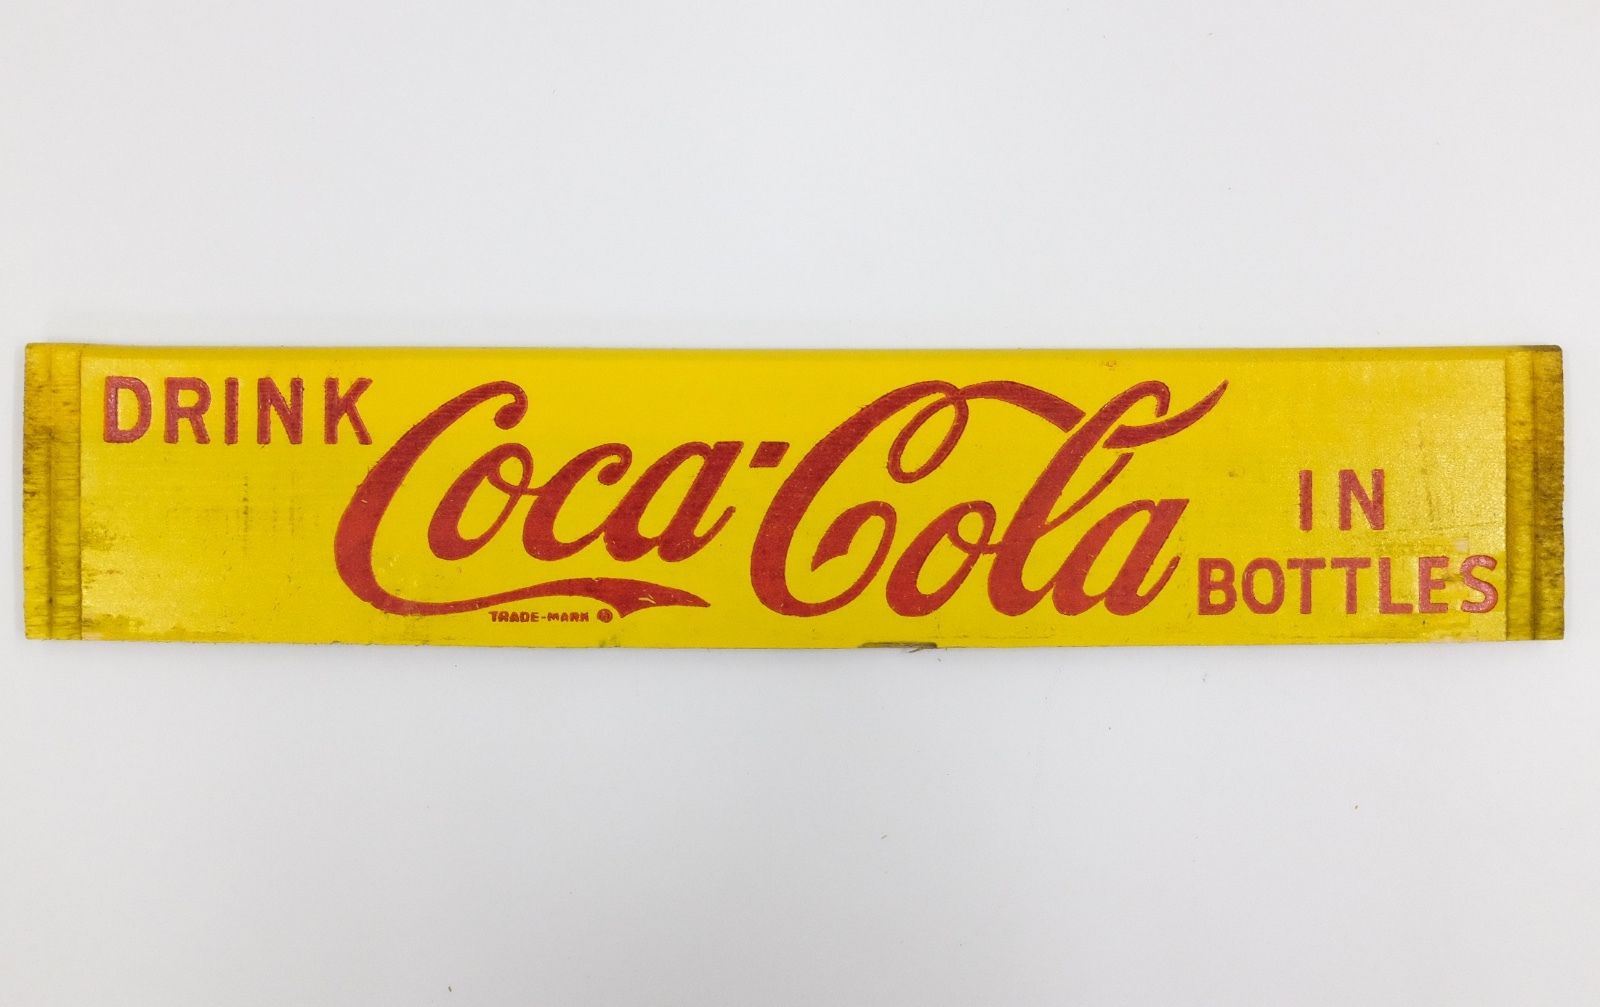 DRINK
Coca-Cola
TRADE-MARK ®
IN
BOTTLES